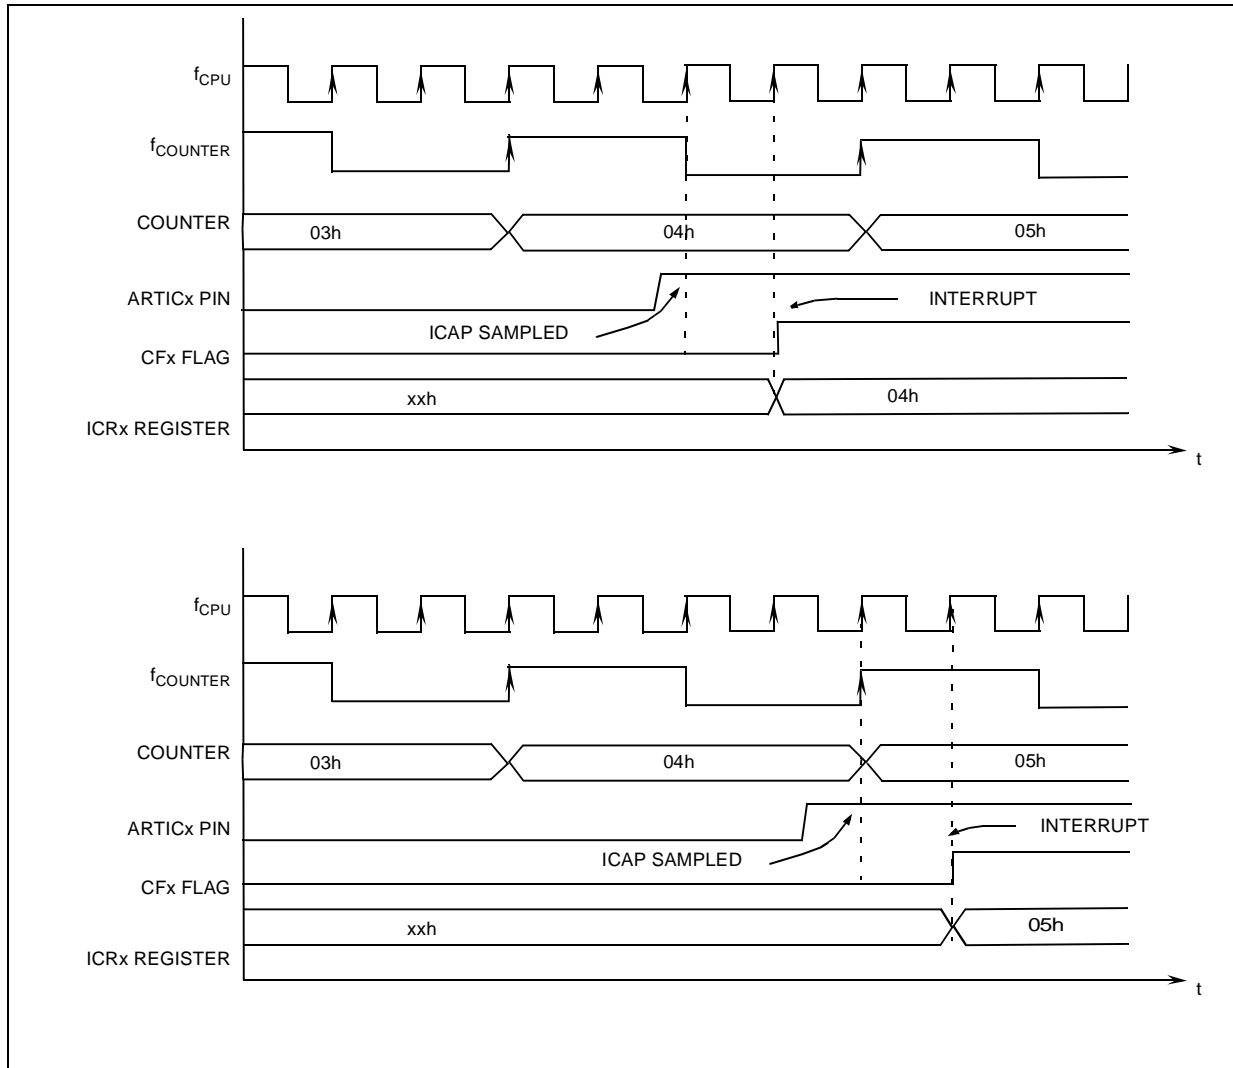 fCPU
fCOUNTER
COUNTER
03h
04h
05h
ARTICx PIN
INTERRUPT
ICAP SAMPLED
CFx FLAG
xxh
04h
ICRx REGISTER
t
fCPU
fCOUNTER
COUNTER
03h
04h
05h
ARTICx PIN
INTERRUPT
ICAP SAMPLED
CFx FLAG
xxh
05h
ICRx REGISTER
t